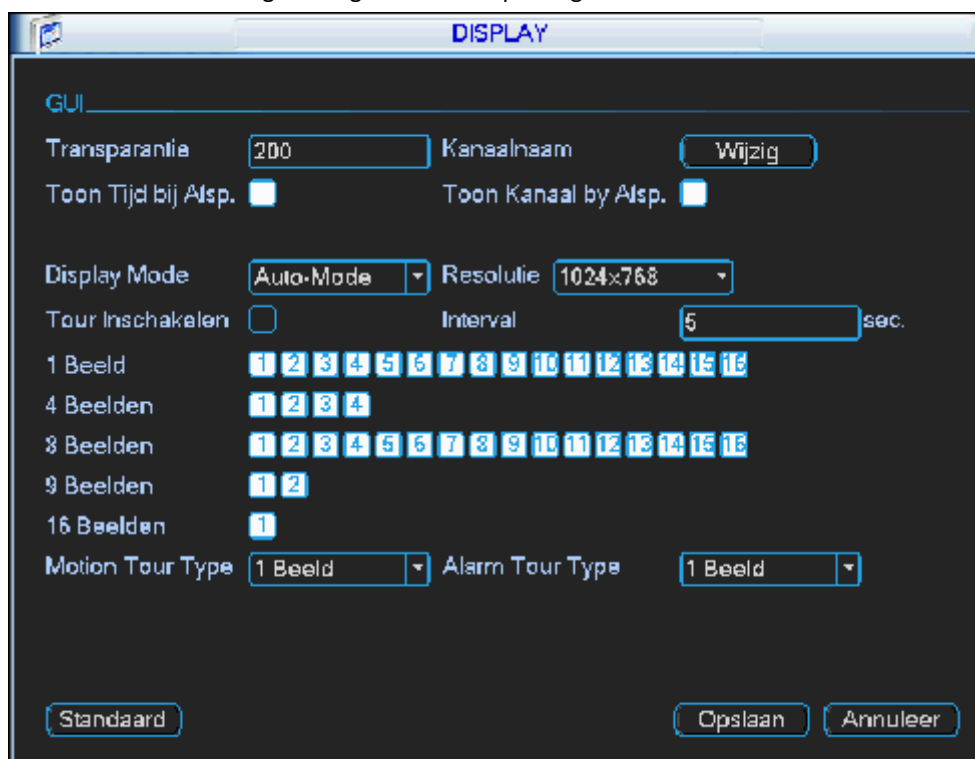 DISPLAY
GUI
Transparantie 200 Kanaalnaam Wijzig
Toon Tijd bij Afsp. Toon Kanaal by Afsp.
Display Mode Auto-Mode Resolutie 1024x768
Tour Inschakelen Interval 5 sec.
1 Beeld 1 2 3 4 5 6 7 8 9 10 11 12 13 14 15 16
4 Beelden 1 2 3 4
8 Beelden 1 2 3 4 5 6 7 8 9 10 11 12 13 14 15 16
9 Beelden 1 2
16 Beelden 1
Motion Tour Type 1 Beeld Alarm Tour Type 1 Beeld
Standaard Opslaan Annuleer